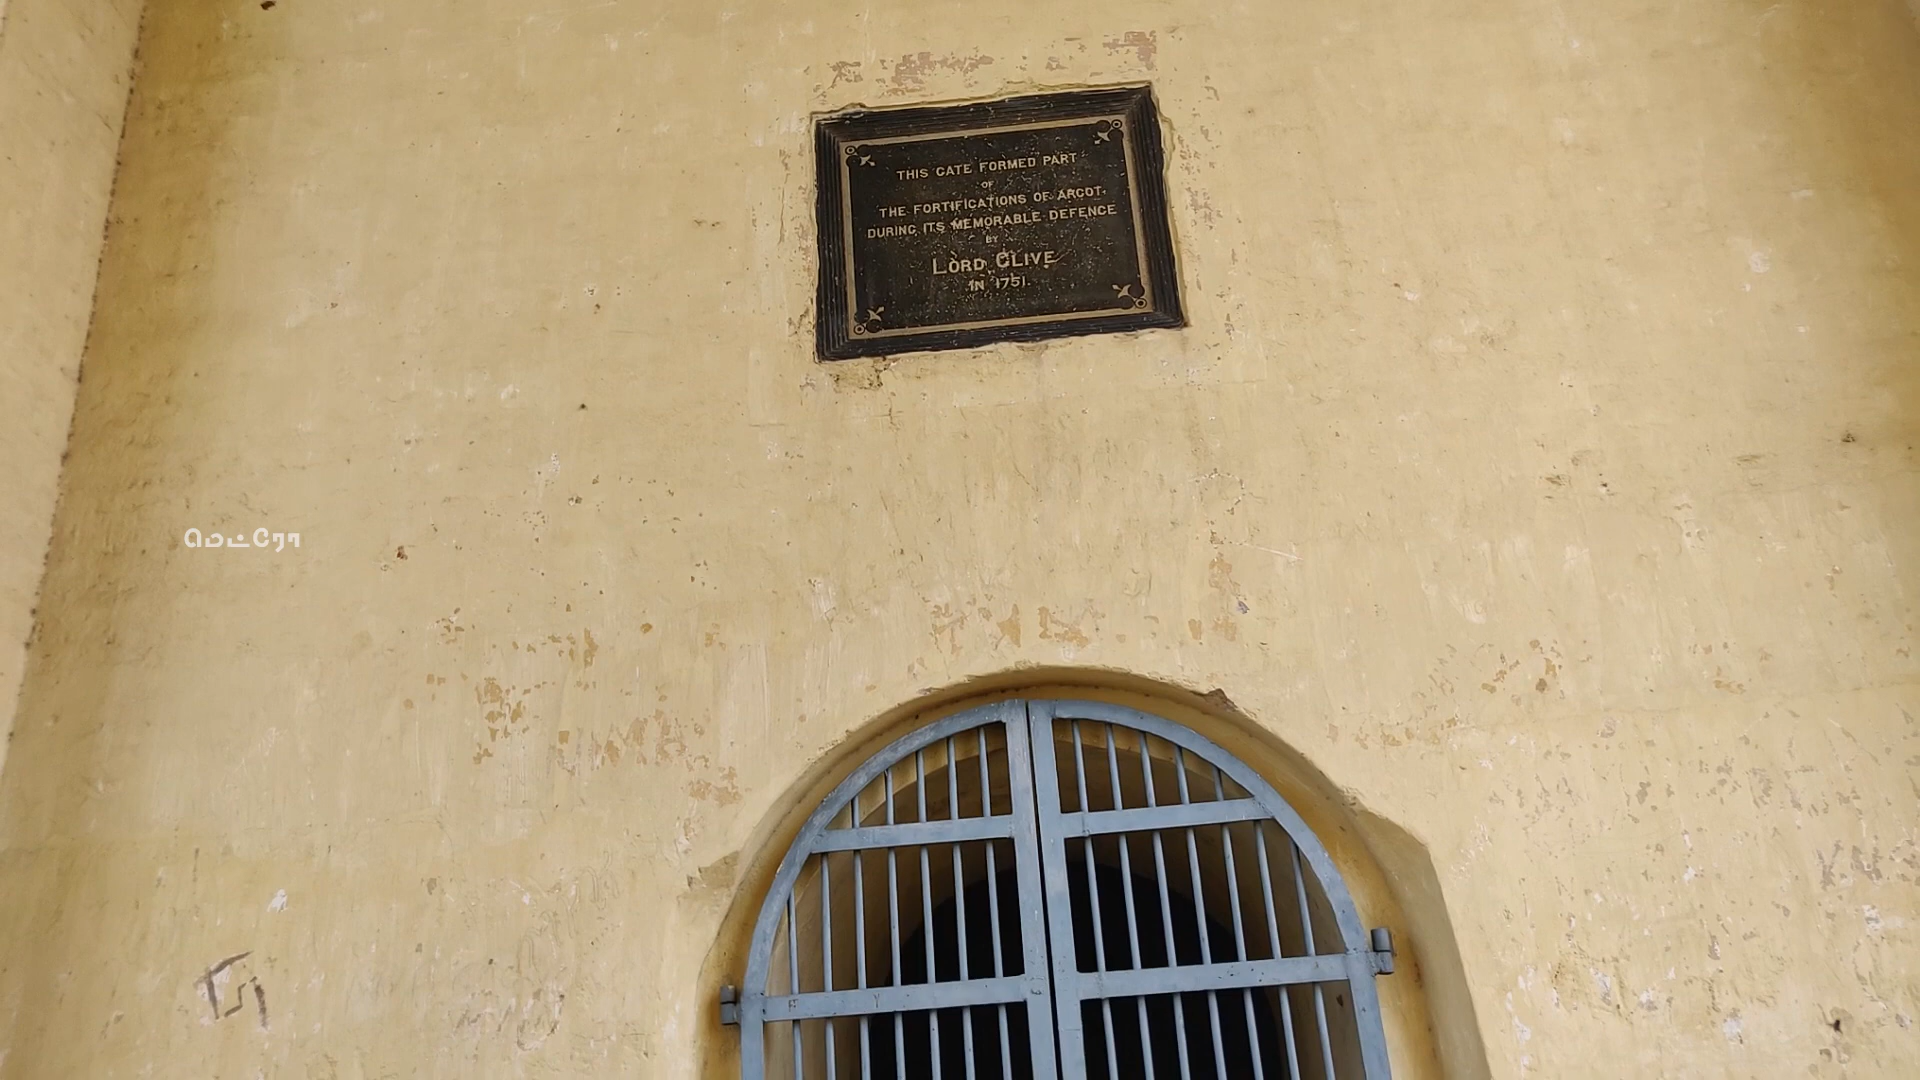 THIS GATE FORMED PART
OF
THE FORTIFICATIONS OF ARCOT.
DURING ITS MEMORABLE DEFENCE
BY
LORD CLIVE
IN 1751.
மெட்ரோ